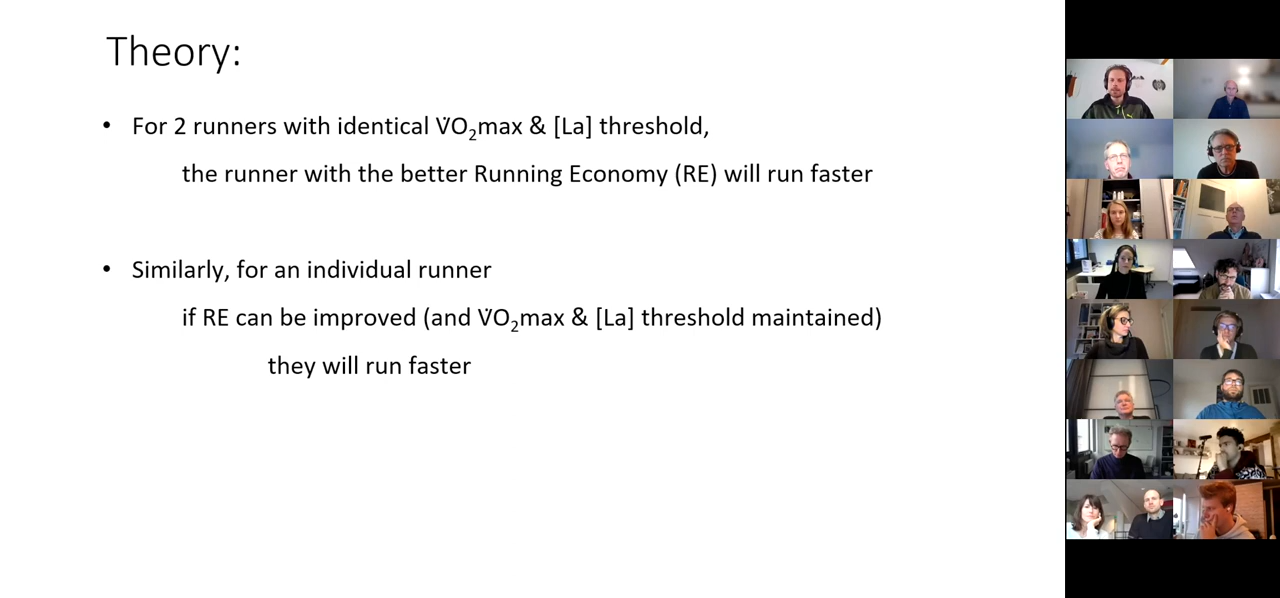 Theory:
• For 2 runners with identical V̇O₂max & [La] threshold,
the runner with the better Running Economy (RE) will run faster
• Similarly, for an individual runner
if RE can be improved (and V̇O₂max & [La] threshold maintained)
they will run faster